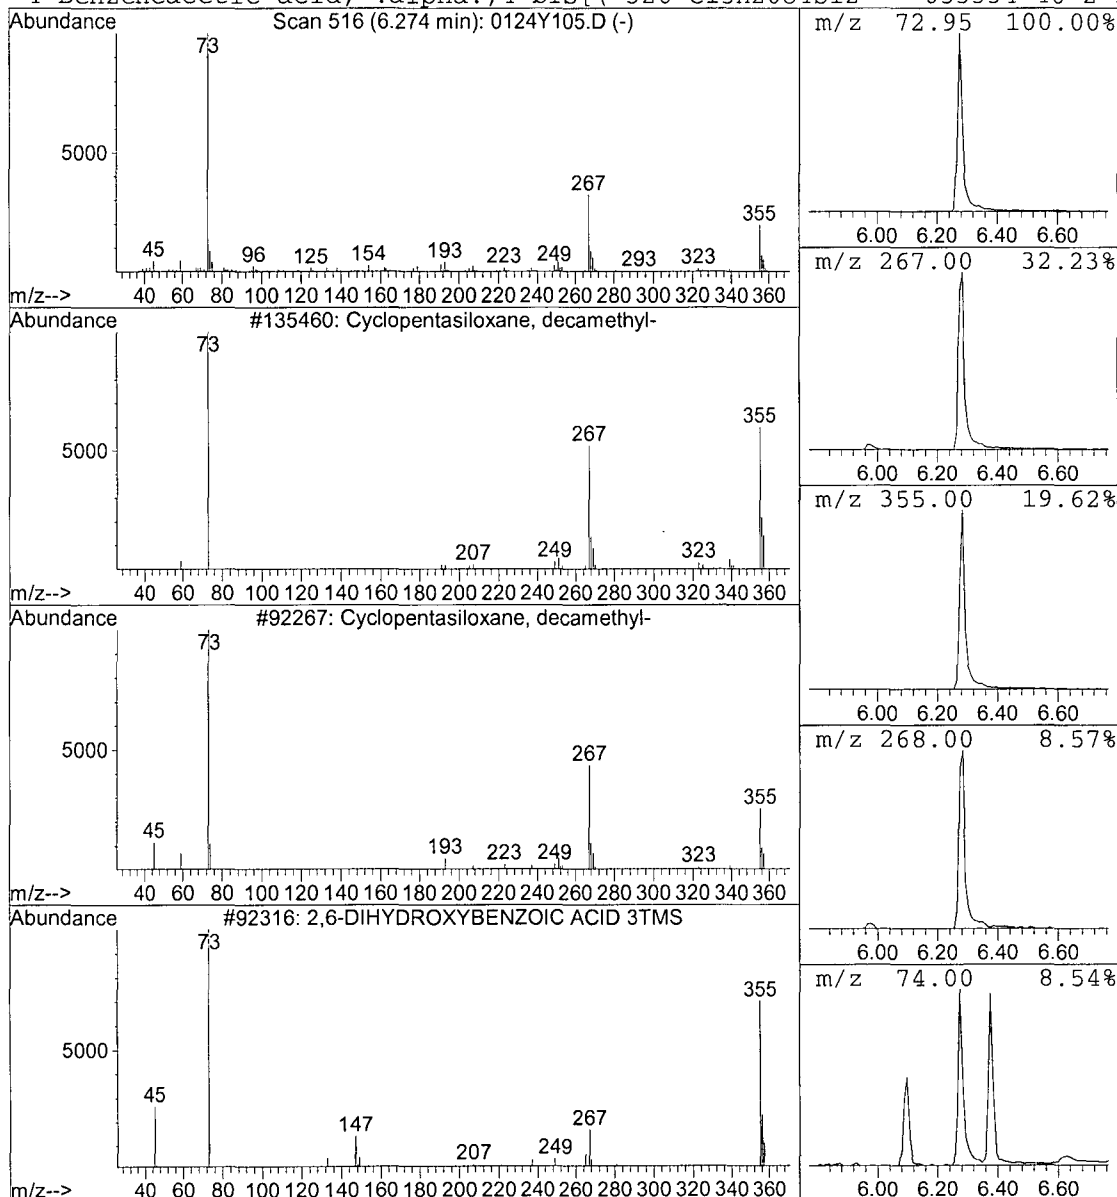 Abundance Scan 516 (6.274 min): 0124Y105.D (-)
73
5000
267
355
45 96 125 154 193 223 249 293 323
m/z--> 40 60 80 100 120 140 160 180 200 220 240 260 280 300 320 340 360
Abundance #135460: Cyclopentasiloxane, decamethyl-
73
355
267
5000
207 249 323
m/z--> 40 60 80 100 120 140 160 180 200 220 240 260 280 300 320 340 360
Abundance #92267: Cyclopentasiloxane, decamethyl-
73
5000
267
355
45
193 223 249 323
m/z--> 40 60 80 100 120 140 160 180 200 220 240 260 280 300 320 340 360
Abundance #92316: 2,6-DIHYDROXYBENZOIC ACID 3TMS
73
355
5000
45
147
267
207 249
m/z--> 40 60 80 100 120 140 160 180 200 220 240 260 280 300 320 340 360
m/z 72.95 100.00%
6.00 6.20 6.40 6.60
m/z 267.00 32.23%
6.00 6.20 6.40 6.60
m/z 355.00 19.62%
6.00 6.20 6.40 6.60
m/z 268.00 8.57%
6.00 6.20 6.40 6.60
m/z 74.00 8.54%
6.00 6.20 6.40 6.60